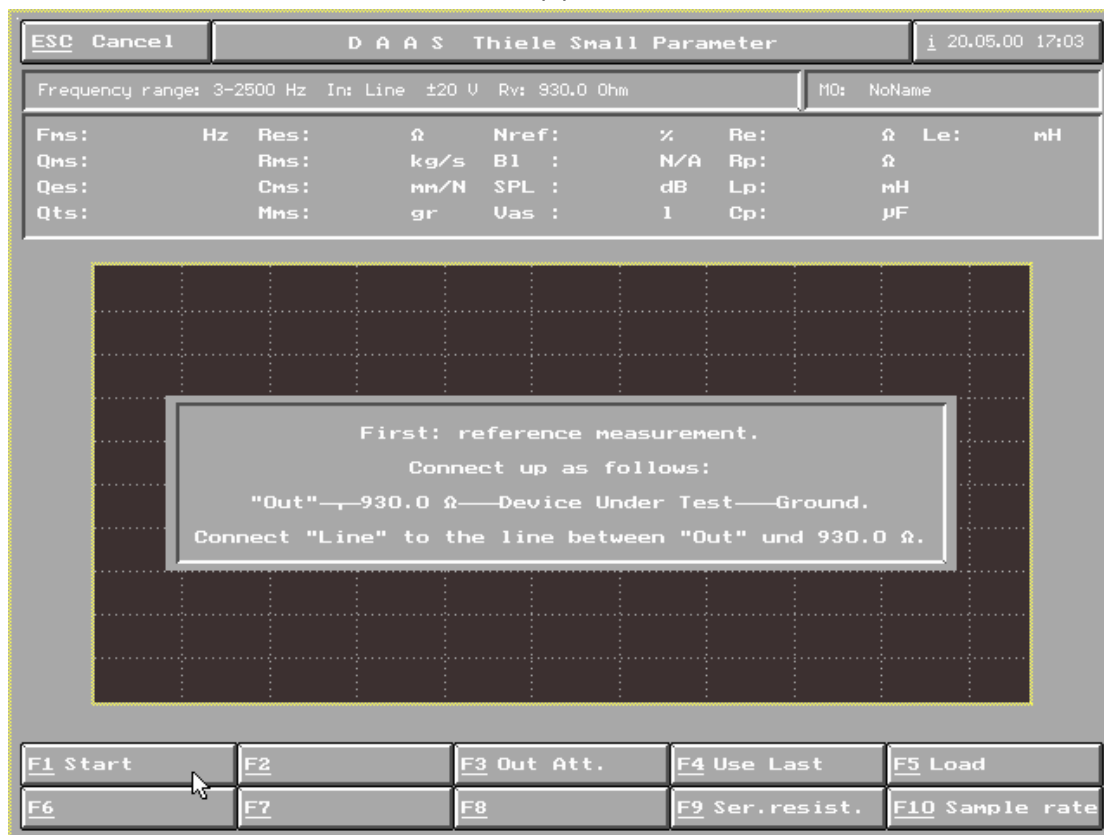 ESC Cancel D A A S Thiele Small Parameter i 20.05.00 17:03
Frequency range: 3-2500 Hz In: Line ±20 V Rv: 930.0 Ohm MO: NoName
Fms: Hz Res: Ω Nref: % Re: Ω Le: mH
Qms: Rms: kg/s Bl : N/A Rp: Ω
Qes: Cms: mm/N SPL : dB Lp: mH
Qts: Mms: gr Vas : l Cp: µF
First: reference measurement.
Connect up as follows:
"Out"—┬—930.0 Ω——Device Under Test——Ground.
Connect "Line" to the line between "Out" und 930.0 Ω.
F1 Start F2 F3 Out Att. F4 Use Last F5 Load
F6 F7 F8 F9 Ser.resist. F10 Sample rate